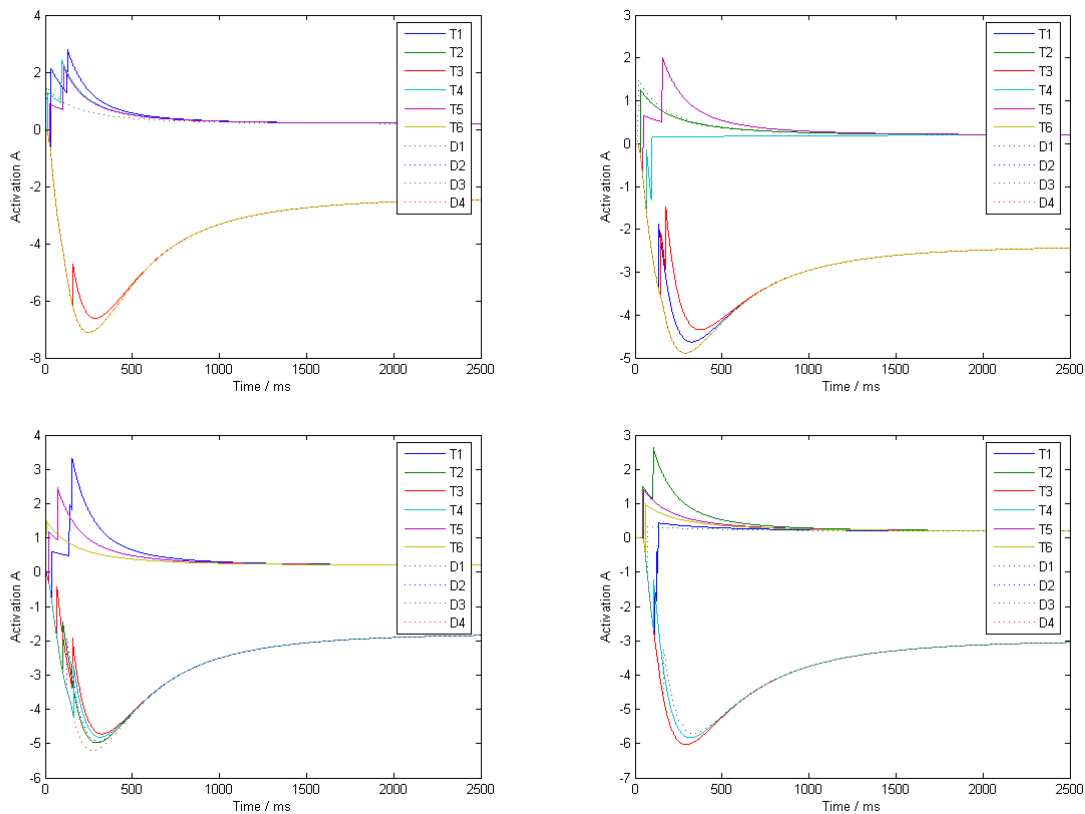 4
2
0
-2
-4
-6
-8
Activation A
0 500 1000 1500 2000 2500
Time / ms
T1
T2
T3
T4
T5
T6
D1
D2
D3
D4
3
2
1
0
-1
-2
-3
-4
-5
Activation A
0 500 1000 1500 2000 2500
Time / ms
T1
T2
T3
T4
T5
T6
D1
D2
D3
D4
4
3
2
1
0
-1
-2
-3
-4
-5
-6
Activation A
0 500 1000 1500 2000 2500
Time / ms
T1
T2
T3
T4
T5
T6
D1
D2
D3
D4
3
2
1
0
-1
-2
-3
-4
-5
-6
-7
Activation A
0 500 1000 1500 2000 2500
Time / ms
T1
T2
T3
T4
T5
T6
D1
D2
D3
D4